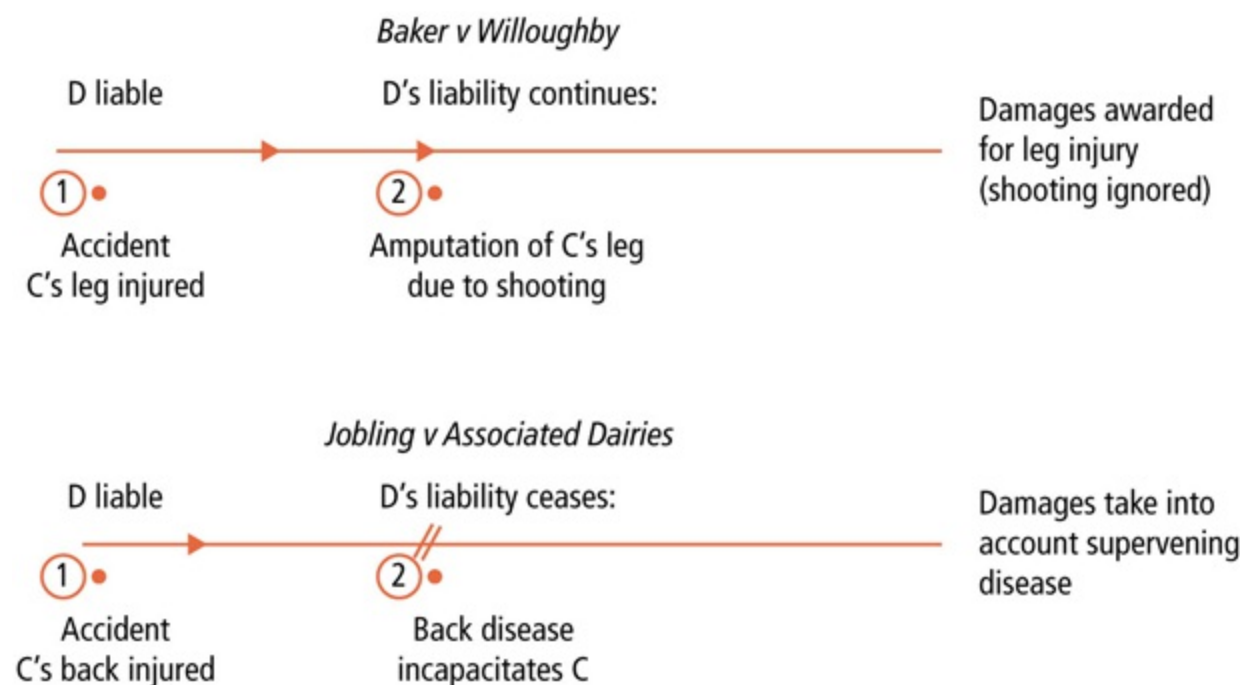 Baker v Willoughby
D liable
D's liability continues:
Damages awarded
for leg injury
(shooting ignored)
1
2
Accident
C's leg injured
Amputation of C's leg
due to shooting
Jobling v Associated Dairies
D liable
D's liability ceases:
Damages take into
account supervening
disease
1
2
Accident
C's back injured
Back disease
incapacitates C